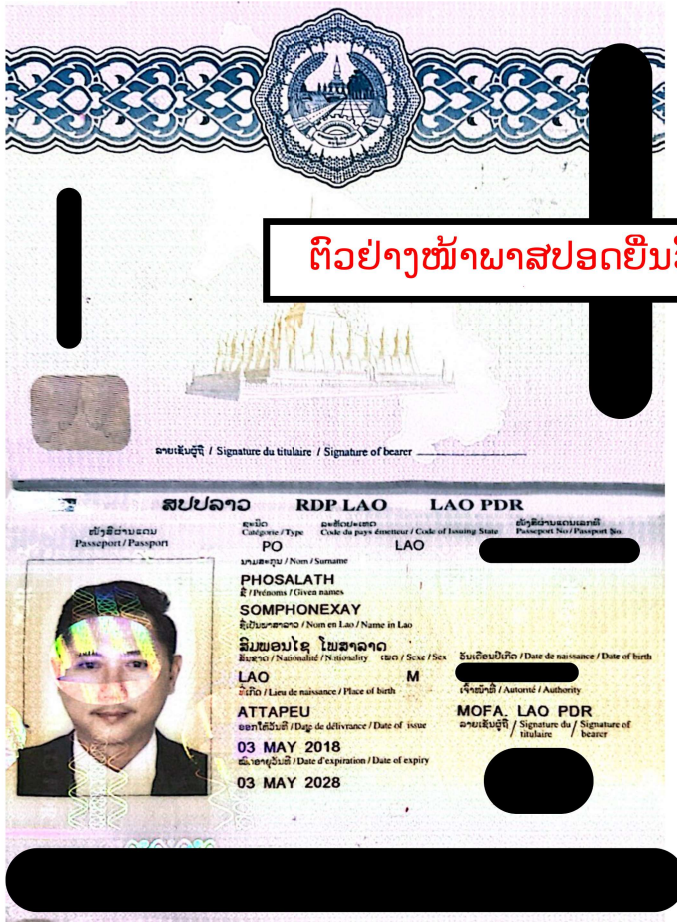 ຕົວຢ່າງໜ້າພາສປອດຍື່ນ
ລາຍເຊັນຜູ້ຖື / Signature du titulaire / Signature of bearer
ສປປລາວ RDP LAO LAO PDR
ໜັງສືຜ່ານແດນ
Passeport/Passport
ຊະນິດ
Catégorie/Type
ລະຫັດປະເທດ
Code du pays émetteur / Code of Issuing State
ໜັງສືຜ່ານແດນເລກທີ
Passeport No/Passport No
PO LAO
ນາມສະກຸນ / Nom / Surname
PHOSALATH
ຊື່ / Prénoms / Given names
SOMPHONEXAY
ຊື່ເປັນພາສາລາວ / Nom en Lao / Name in Lao
ສົມພອນໄຊ ໂພສາລາດ
ສັນຊາດ / Nationalité / Nationality ເພດ / Sexe / Sex ວັນເດືອນປີເກີດ / Date de naissance / Date of birth
LAO M
ທີ່ເກີດ / Lieu de naissance / Place of birth ເຈົ້າໜ້າທີ່ / Autorité / Authority
ATTAPEU MOFA. LAO PDR
ອອກໃຫ້ວັນທີ / Date de délivrance / Date of issue ລາຍເຊັນຜູ້ຖື / Signature du titulaire / Signature of bearer
03 MAY 2018
ໝົດອາຍຸວັນທີ / Date d'expiration / Date of expiry
03 MAY 2028